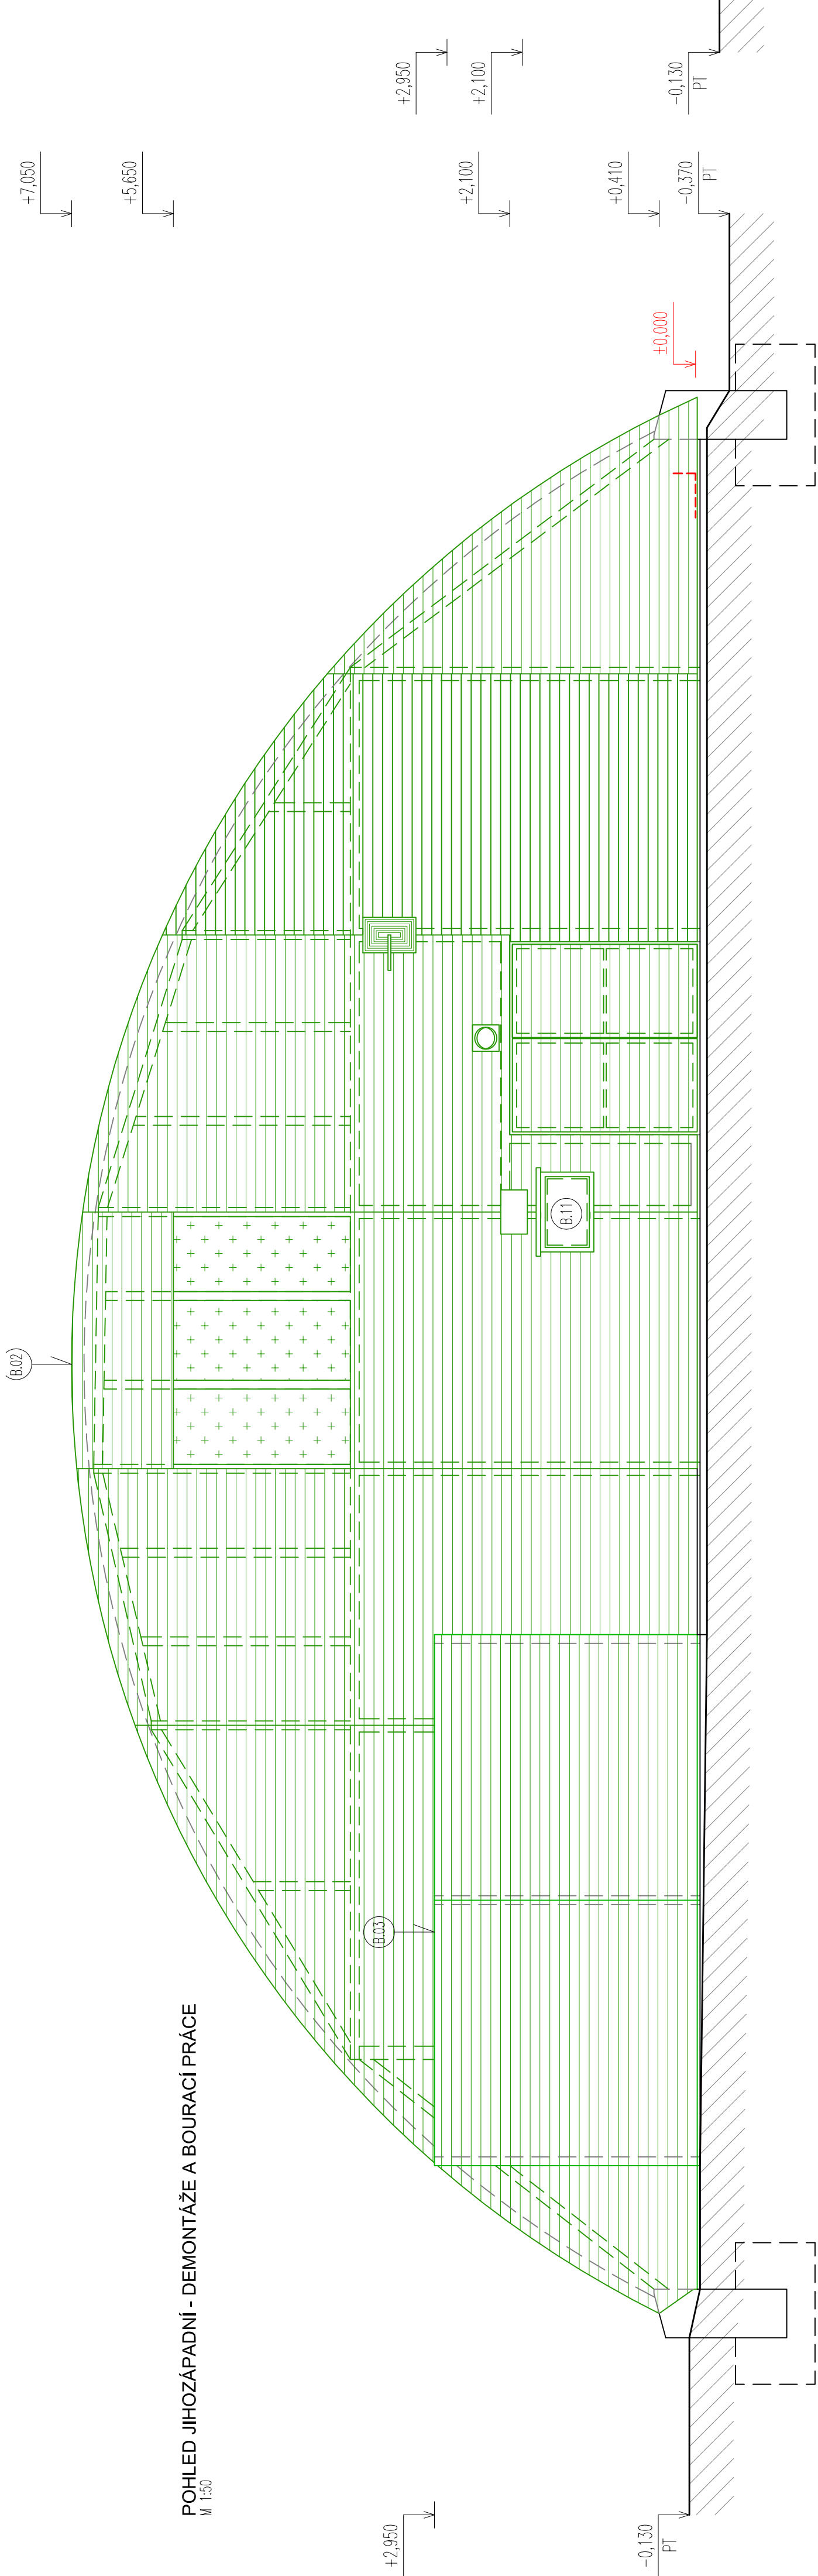 POHLED JIHOZÁPADNÍ - DEMONTÁŽE A BOURACÍ PRÁCE
M 1:50
+2,950
-0,130
PT
B.02
B.03
B.11
±0,000
+7,050
+5,650
+2,100
+0,410
-0,370
PT
+2,950
+2,100
-0,130
PT